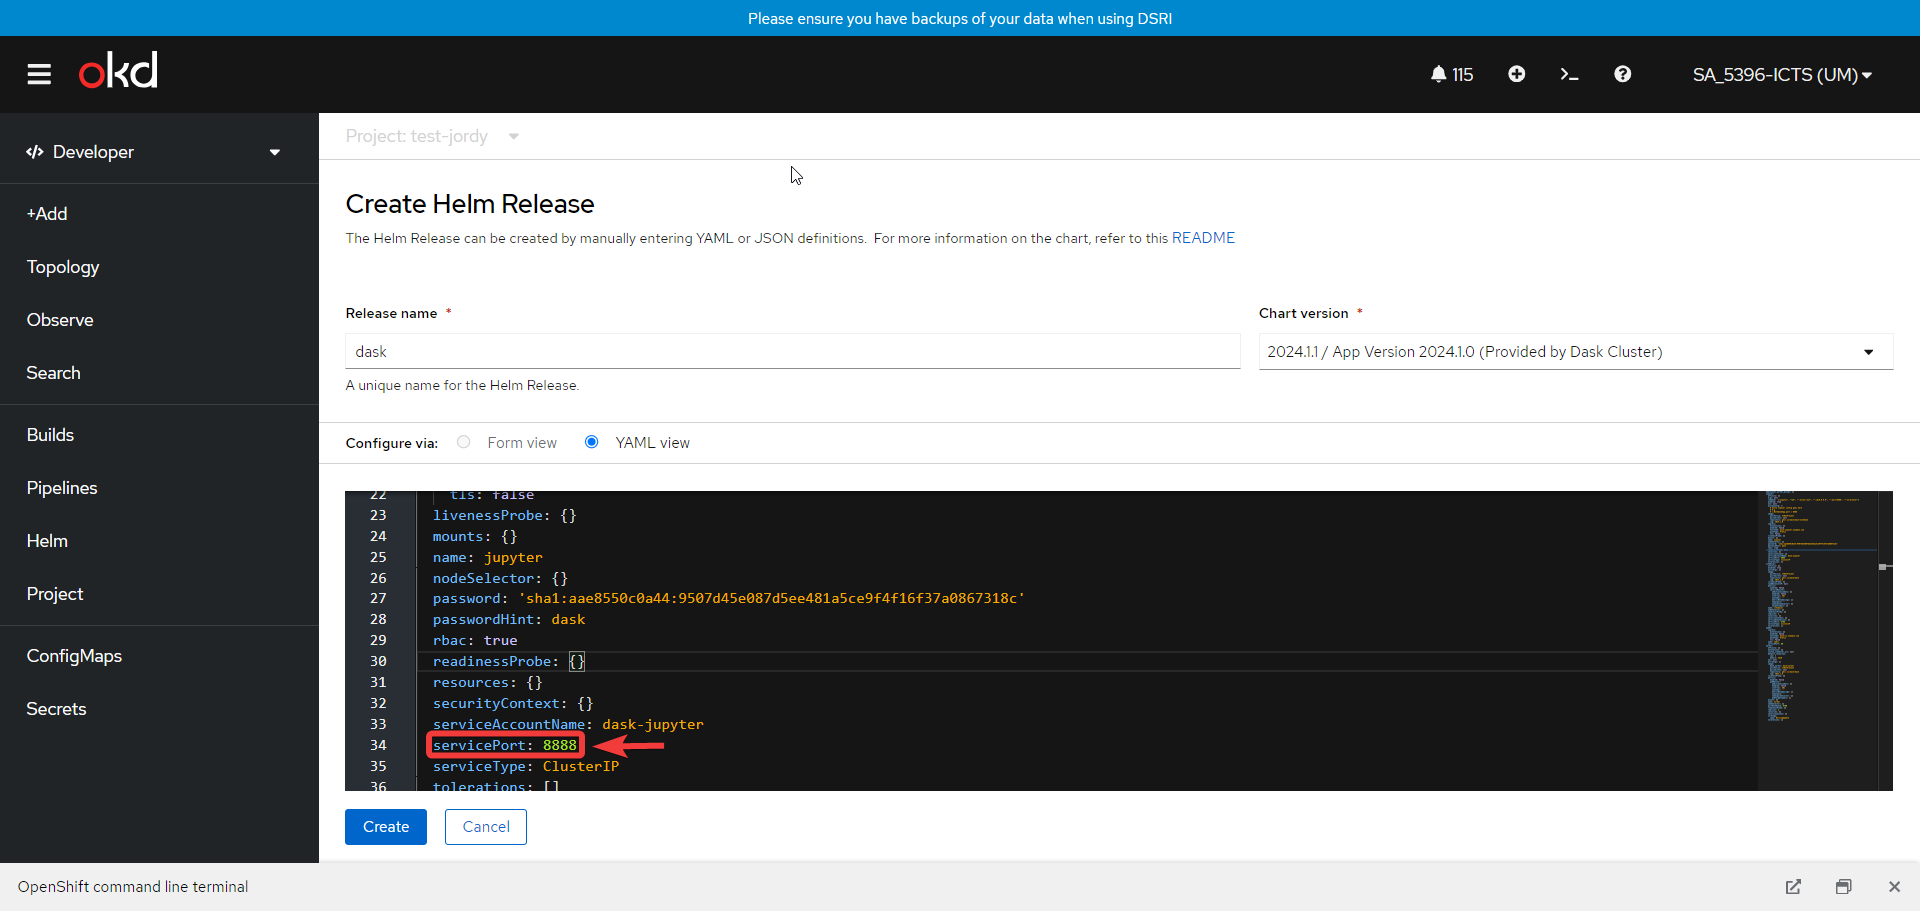 Please ensure you have backups of your data when using DSRI
okd
115
SA_5396-ICTS (UM)
Developer
+Add
Topology
Observe
Search
Builds
Pipelines
Helm
Project
ConfigMaps
Secrets
Project: test-jordy
Create Helm Release
The Helm Release can be created by manually entering YAML or JSON definitions. For more information on the chart, refer to this README
Release name *
dask
A unique name for the Helm Release.
Chart version *
2024.1.1 / App Version 2024.1.0 (Provided by Dask Cluster)
Configure via: Form view YAML view
22 tls: false
23 livenessProbe: {}
24 mounts: {}
25 name: jupyter
26 nodeSelector: {}
27 password: 'sha1:aae8550c0a44:9507d45e087d5ee481a5ce9f4f16f37a0867318c'
28 passwordHint: dask
29 rbac: true
30 readinessProbe: {}
31 resources: {}
32 securityContext: {}
33 serviceAccountName: dask-jupyter
34 servicePort: 8888
35 serviceType: ClusterIP
36 tolerations: []
Create Cancel
OpenShift command line terminal